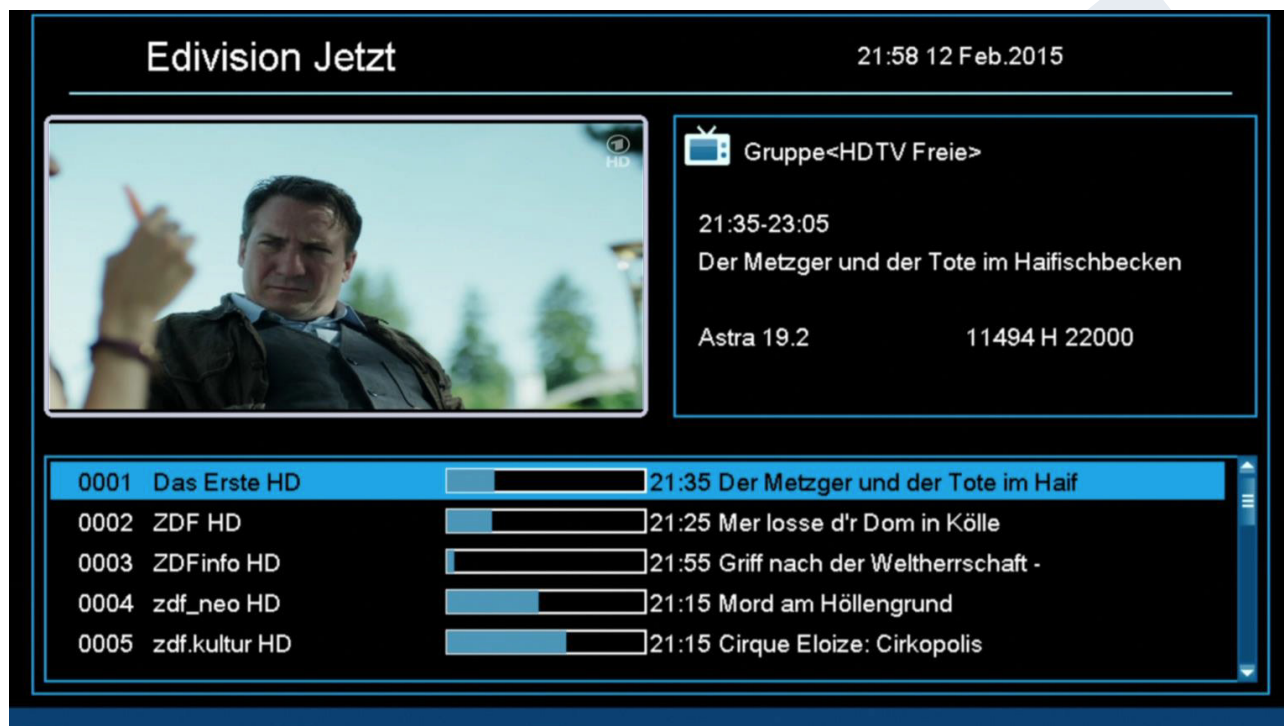 Edivision Jetzt
21:58 12 Feb.2015
HD
Gruppe<HDTV Freie>
21:35-23:05
Der Metzger und der Tote im Haifischbecken
Astra 19.2 11494 H 22000
0001 Das Erste HD 21:35 Der Metzger und der Tote im Haif
0002 ZDF HD 21:25 Mer losse d'r Dom in Kölle
0003 ZDFinfo HD 21:55 Griff nach der Weltherrschaft -
0004 zdf_neo HD 21:15 Mord am Höllengrund
0005 zdf.kultur HD 21:15 Cirque Eloize: Cirkopolis